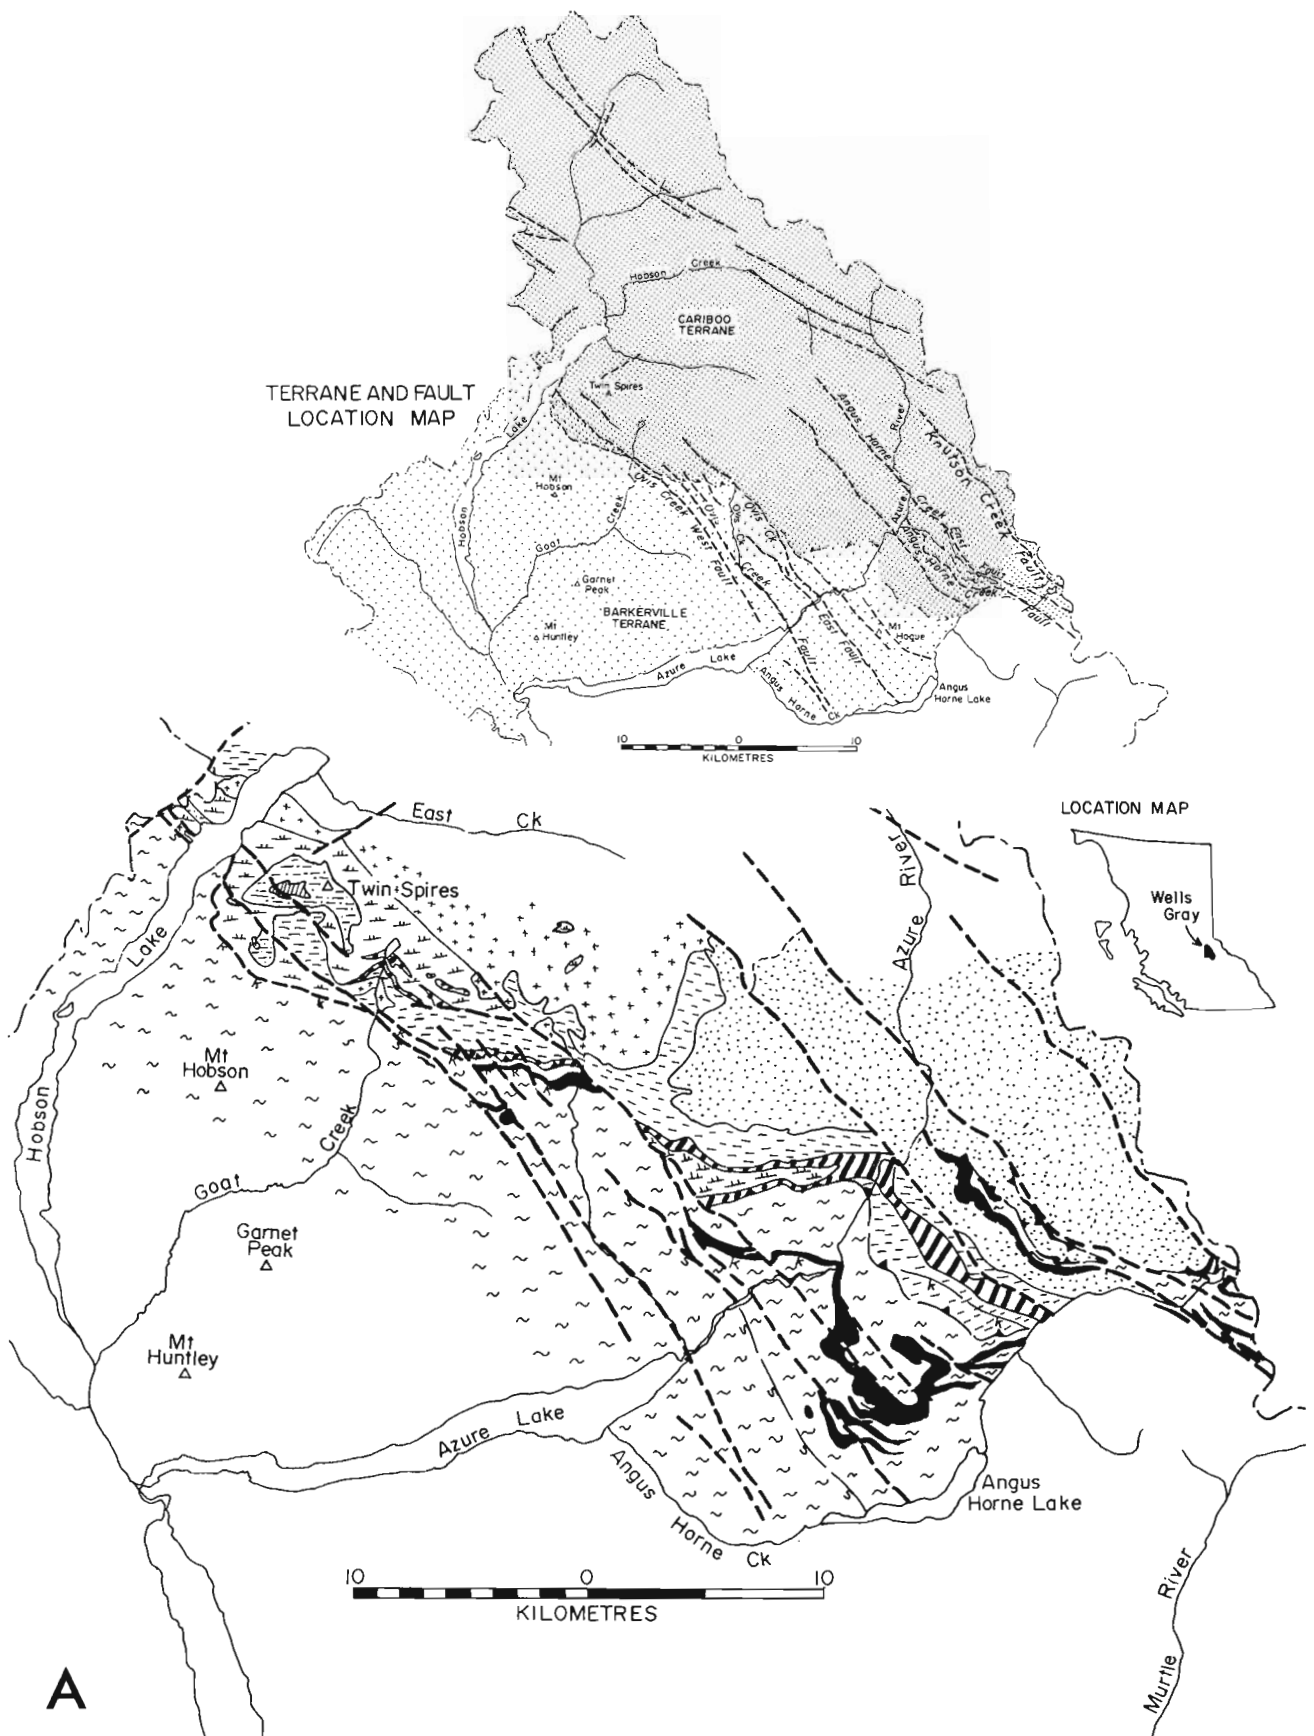 Hobson Creek
CARIBOO
TERRANE
TERRANE AND FAULT
LOCATION MAP
Twin Spires
Lake
Angus Horne Creek East Fault
River
Knutson Creek Fault
Mt
Hobson
Hobson
Ovis Creek West Fault
Ovis Creek Fault
Ovis Ck
Ovis Ck
East Fault
Azure
Creek
Goat
Garnet
Peak
Angus Horne Creek Fault
BARKERVILLE
TERRANE
Mt
Huntley
Mt
Hogue
Azure Lake
Angus Horne Ck
Angus
Horne Lake
10 0 10
KILOMETRES
East Ck
LOCATION MAP
River
Azure
Twin Spires
Wells
Gray
Lake
Mt
Hobson
Hobson
Creek
Goat
Garnet
Peak
Mt
Huntley
Azure Lake
Angus
Horne Ck
Angus
Horne Lake
10 0 10
KILOMETRES
River
Murtle
A